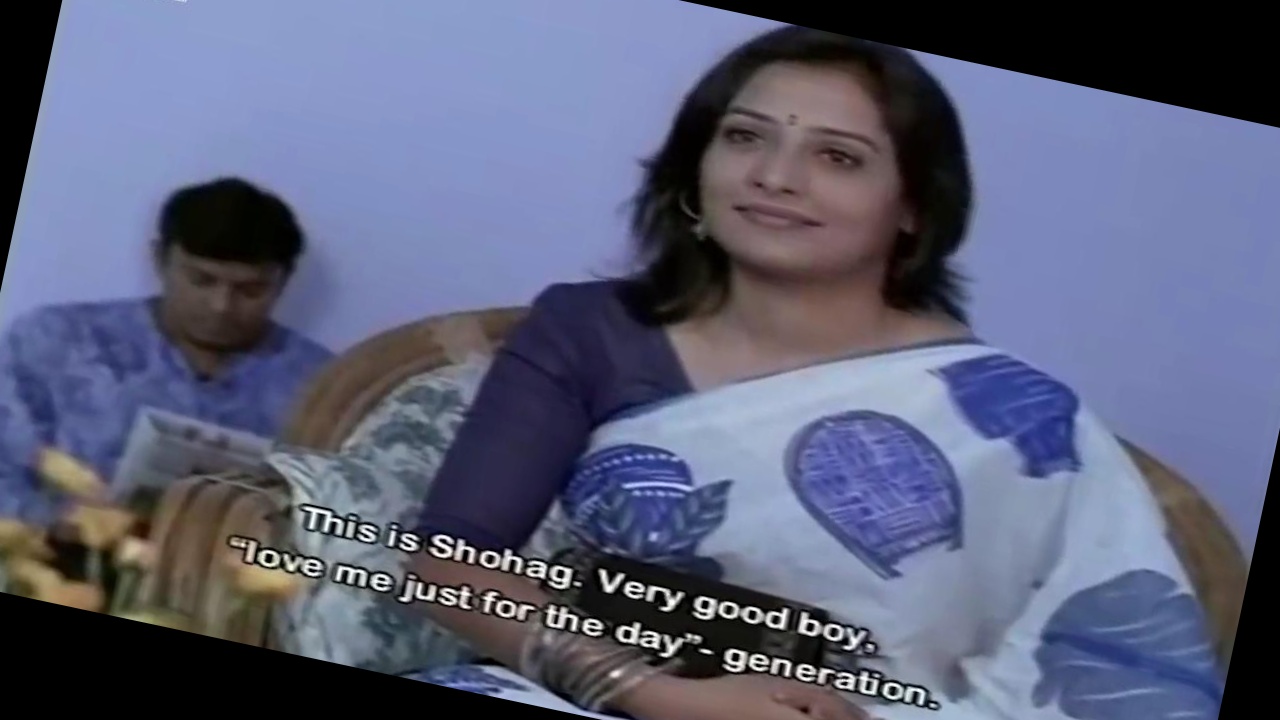 This is Shohag. Very good boy,
“love me just for the day”- generation.